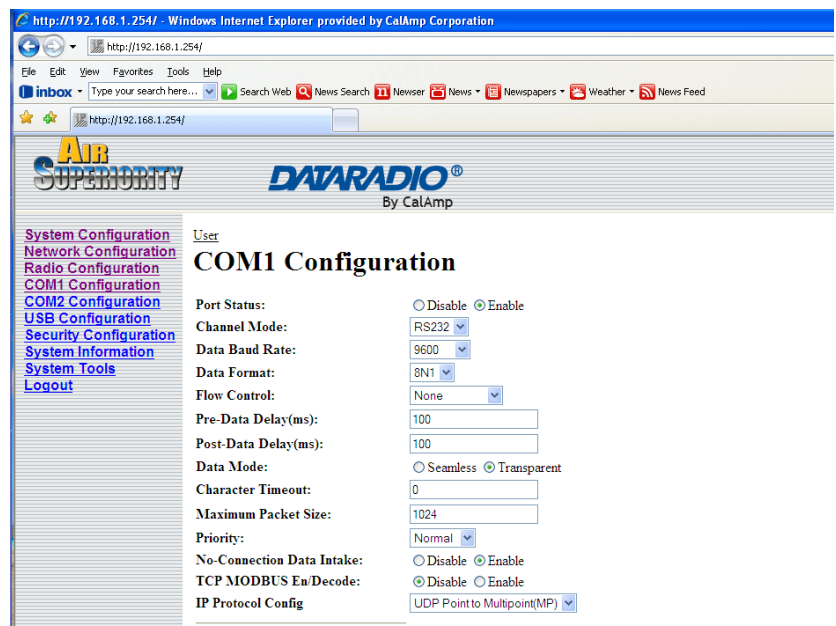 http://192.168.1.254/ - Windows Internet Explorer provided by CalAmp Corporation
http://192.168.1.254/
File Edit View Favorites Tools Help
inbox Type your search here... Search Web News Search Newser News Newspapers Weather News Feed
http://192.168.1.254/
AIR SUPERIORITY
DATARADIO®
By CalAmp
System Configuration
Network Configuration
Radio Configuration
COM1 Configuration
COM2 Configuration
USB Configuration
Security Configuration
System Information
System Tools
Logout
User
COM1 Configuration
Port Status: Disable Enable
Channel Mode: RS232
Data Baud Rate: 9600
Data Format: 8N1
Flow Control: None
Pre-Data Delay(ms): 100
Post-Data Delay(ms): 100
Data Mode: Seamless Transparent
Character Timeout: 0
Maximum Packet Size: 1024
Priority: Normal
No-Connection Data Intake: Disable Enable
TCP MODBUS En/Decode: Disable Enable
IP Protocol Config UDP Point to Multipoint(MP)